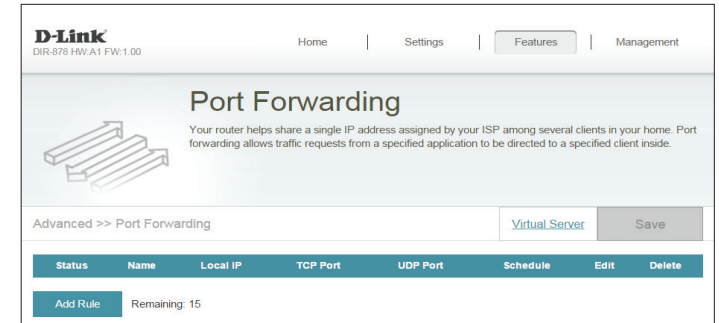 D-Link
DIR-878 HW:A1 FW:1.00
Home | Settings | Features | Management
Port Forwarding
Your router helps share a single IP address assigned by your ISP among several clients in your home. Port
forwarding allows traffic requests from a specified application to be directed to a specified client inside.
Advanced >> Port Forwarding
Virtual Server
Save
Status Name Local IP TCP Port UDP Port Schedule Edit Delete
Add Rule Remaining: 15